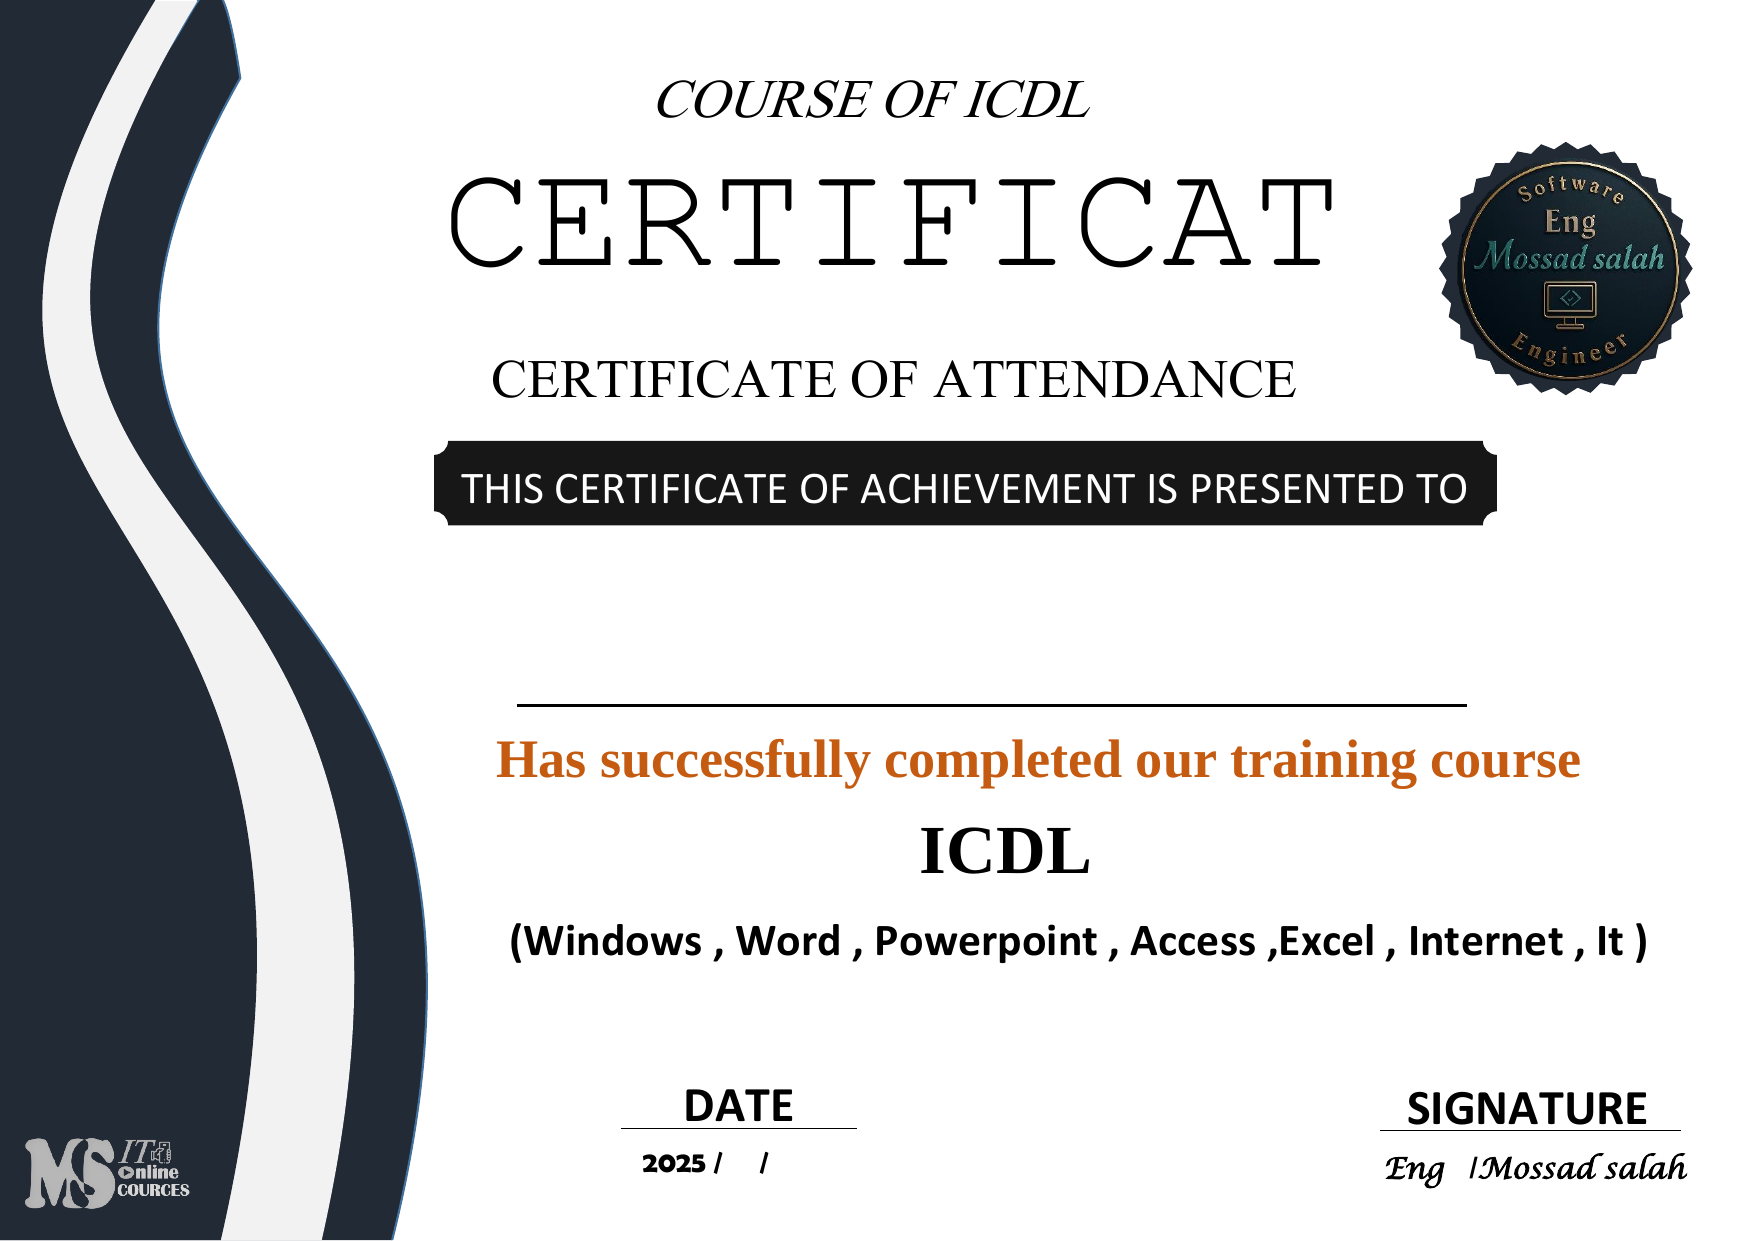 COURSE OF ICDL
CERTIFICAT
Software
Eng
Mossad salah
Engineer
CERTIFICATE OF ATTENDANCE
THIS CERTIFICATE OF ACHIEVEMENT IS PRESENTED TO
Has successfully completed our training course
ICDL
(Windows , Word , Powerpoint , Access ,Excel , Internet , It )
DATE
2025 / /
SIGNATURE
Eng /Mossad salah
MS IT
Online
COURCES